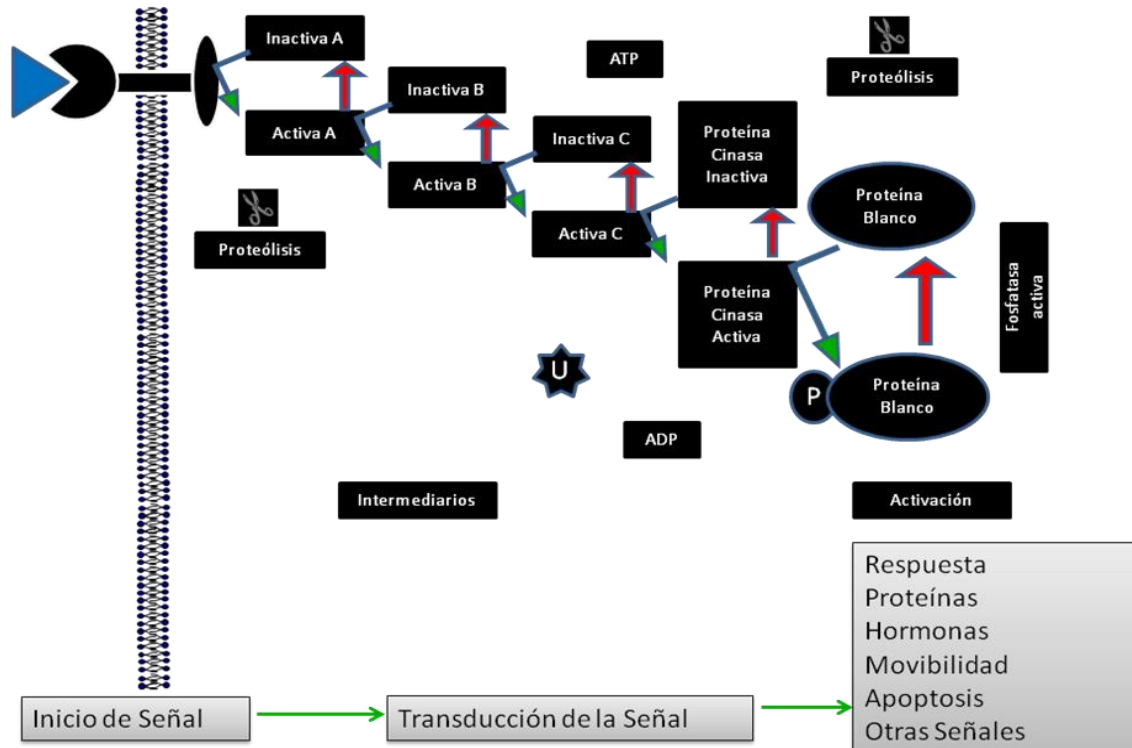 Inactiva A
Activa A
Proteólisis
Inactiva B
Activa B
Inactiva C
Activa C
ATP
Proteína
Cinasa
Inactiva
Proteína
Cinasa
Activa
Proteólisis
Proteína
Blanco
Fosfatasa
activa
P
Proteína
Blanco
U
ADP
Intermediarios
Activación
Inicio de Señal
Transducción de la Señal
Respuesta
Proteínas
Hormonas
Movibilidad
Apoptosis
Otras Señales